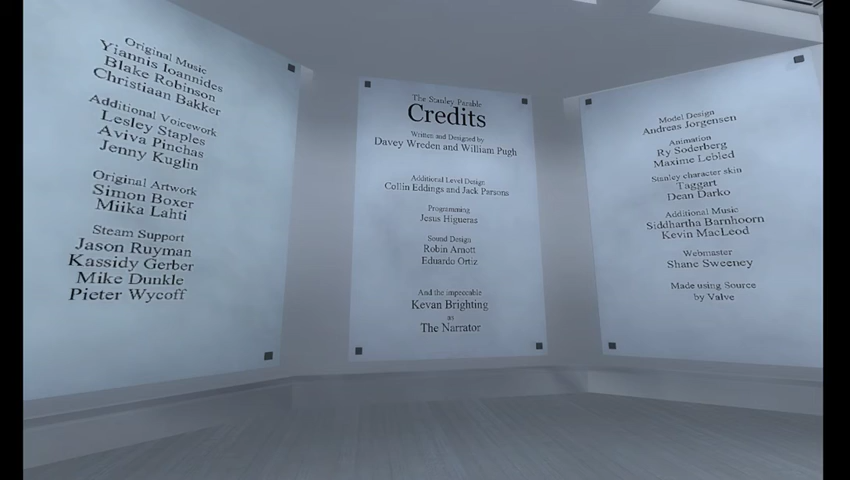 Original Music
Yiannis Ioannides
Blake Robinson
Christiaan Bakker
Additional Voicework
Lesley Staples
Aviva Pinchas
Jenny Kuglin
Original Artwork
Simon Boxer
Miika Lahti
Steam Support
Jason Ruyman
Kassidy Gerber
Mike Dunkle
Pieter Wycoff
The Stanley Parable
Credits
Written and Designed by
Davey Wreden and William Pugh
Additional Level Design
Collin Eddings and Jack Parsons
Programming
Jesus Higueras
Sound Design
Robin Arnott
Eduardo Ortiz
And the impeccable
Kevan Brighting
as
The Narrator
Model Design
Andreas Jorgensen
Animation
Ry Soderberg
Maxime Lebled
Stanley character skin
Taggart
Dean Darko
Additional Music
Siddhartha Barnhoorn
Kevin MacLeod
Webmaster
Shane Sweeney
Made using Source
by Valve